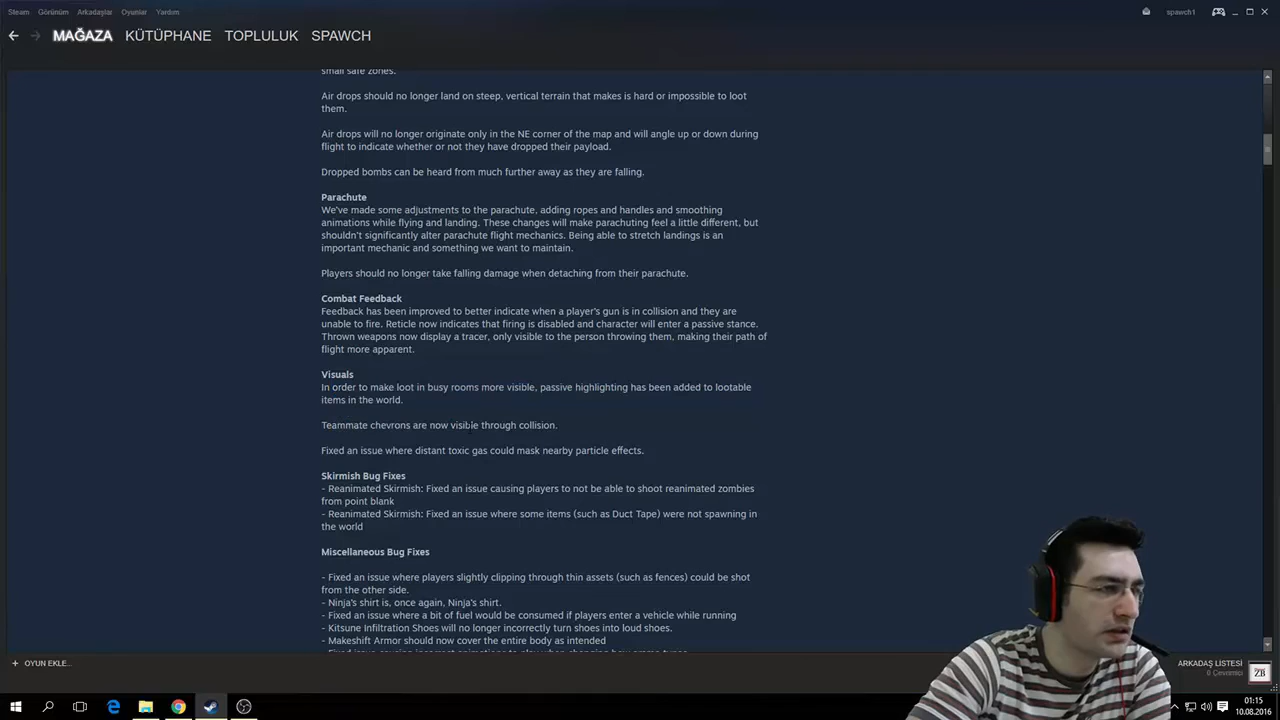 Steam Görünüm Arkadaşlar Oyunlar Yardım
spawch1
MAĞAZA KÜTÜPHANE TOPLULUK SPAWCH
small safe zones.
Air drops should no longer land on steep, vertical terrain that makes is hard or impossible to loot
them.
Air drops will no longer originate only in the NE corner of the map and will angle up or down during
flight to indicate whether or not they have dropped their payload.
Dropped bombs can be heard from much further away as they are falling.
Parachute
We've made some adjustments to the parachute, adding ropes and handles and smoothing
animations while flying and landing. These changes will make parachuting feel a little different, but
shouldn't significantly alter parachute flight mechanics. Being able to stretch landings is an
important mechanic and something we want to maintain.
Players should no longer take falling damage when detaching from their parachute.
Combat Feedback
Feedback has been improved to better indicate when a player's gun is in collision and they are
unable to fire. Reticle now indicates that firing is disabled and character will enter a passive stance.
Thrown weapons now display a tracer, only visible to the person throwing them, making their path of
flight more apparent.
Visuals
In order to make loot in busy rooms more visible, passive highlighting has been added to lootable
items in the world.
Teammate chevrons are now visible through collision.
Fixed an issue where distant toxic gas could mask nearby particle effects.
Skirmish Bug Fixes
- Reanimated Skirmish: Fixed an issue causing players to not be able to shoot reanimated zombies
from point blank
- Reanimated Skirmish: Fixed an issue where some items (such as Duct Tape) were not spawning in
the world
Miscellaneous Bug Fixes
- Fixed an issue where players slightly clipping through thin assets (such as fences) could be shot
from the other side.
- Ninja's shirt is, once again, Ninja's shirt.
- Fixed an issue where a bit of fuel would be consumed if players enter a vehicle while running
- Kitsune Infiltration Shoes will no longer incorrectly turn shoes into loud shoes.
- Makeshift Armor should now cover the entire body as intended
- Fixed issue causing incorrect animations to play when changing bow ammo types
+ OYUN EKLE...
ARKADAŞ LİSTESİ
0 Çevrimiçi
ZB
01:15
10.08.2016